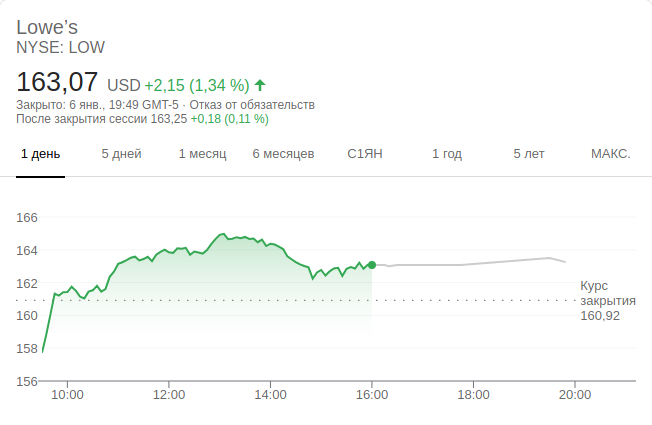 Lowe's
NYSE: LOW
163,07 USD +2,15 (1,34 %)
Закрыто: 6 янв., 19:49 GMT-5 · Отказ от обязательств
После закрытия сессии 163,25 +0,18 (0,11 %)
1 день 5 дней 1 месяц 6 месяцев С1ЯН 1 год 5 лет МАКС.
166
164
162
160
158
156
Курс
закрытия
160,92
10:00 12:00 14:00 16:00 18:00 20:00